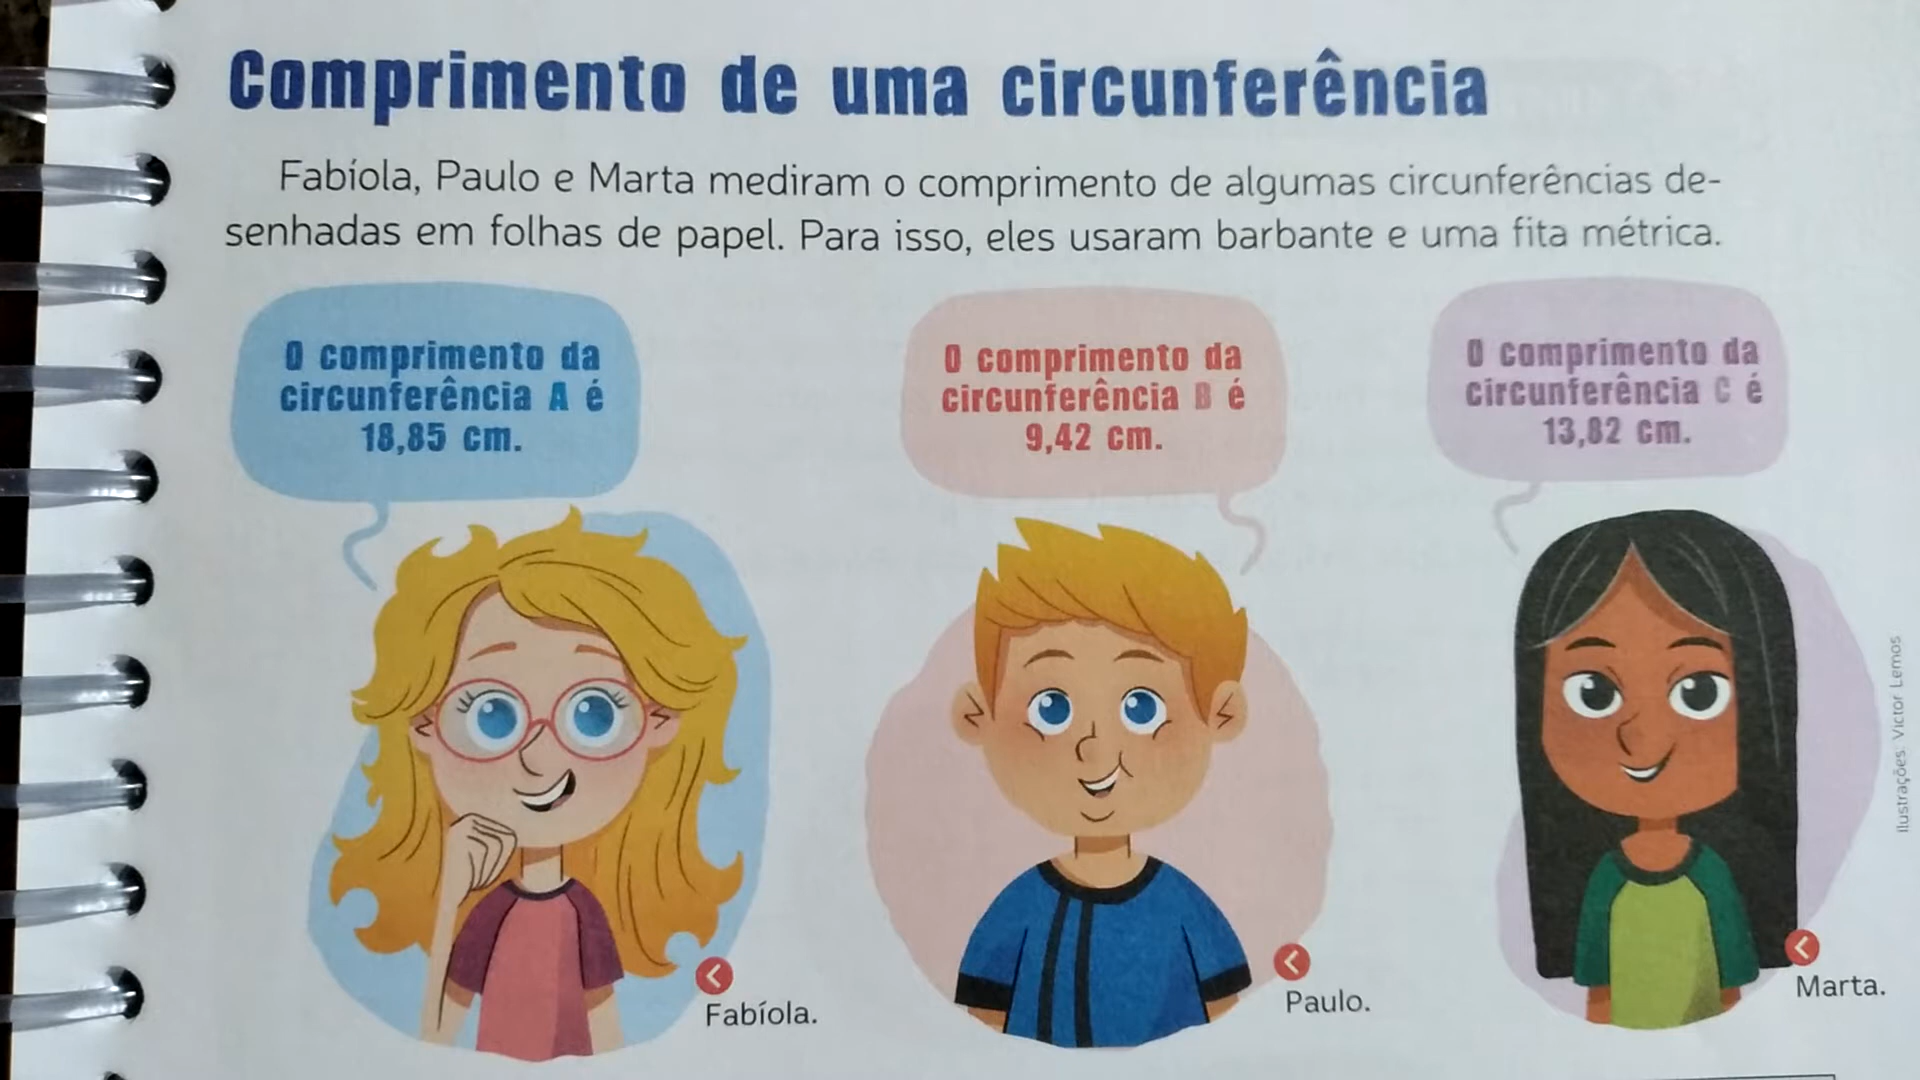 Comprimento de uma circunferência
Fabíola, Paulo e Marta mediram o comprimento de algumas circunferências de-
senhadas em folhas de papel. Para isso, eles usaram barbante e uma fita métrica.
O comprimento da
circunferência A é
18,85 cm.
O comprimento da
circunferência B é
9,42 cm.
O comprimento da
circunferência C é
13,82 cm.
Fabíola.
Paulo.
Marta.
Ilustrações: Victor Lemos